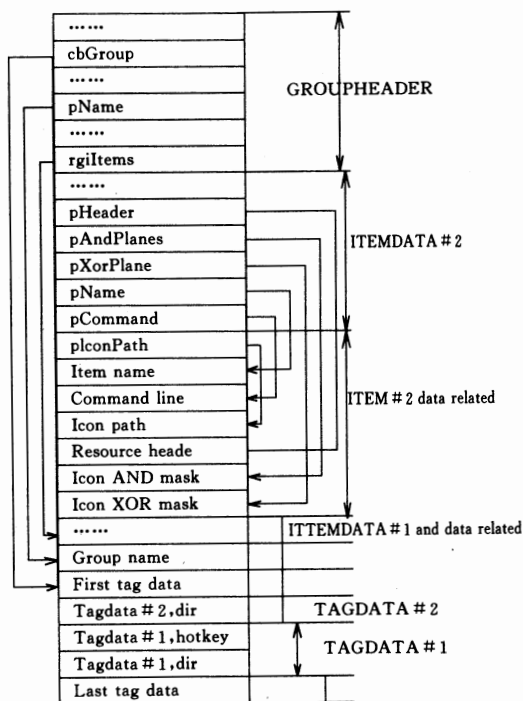 ……
cbGroup
……
pName
……
rgiItems
……
pHeader
pAndPlanes
pXorPlane
pName
pCommand
plconPath
Item name
Command line
Icon path
Resource heade
Icon AND mask
Icon XOR mask
……
Group name
First tag data
Tagdata#2,dir
Tagdata#1,hotkey
Tagdata#1,dir
Last tag data
GROUPHEADER
ITEMDATA#2
ITEM#2 data related
ITTEMDATA#1 and data related
TAGDATA#2
TAGDATA#1